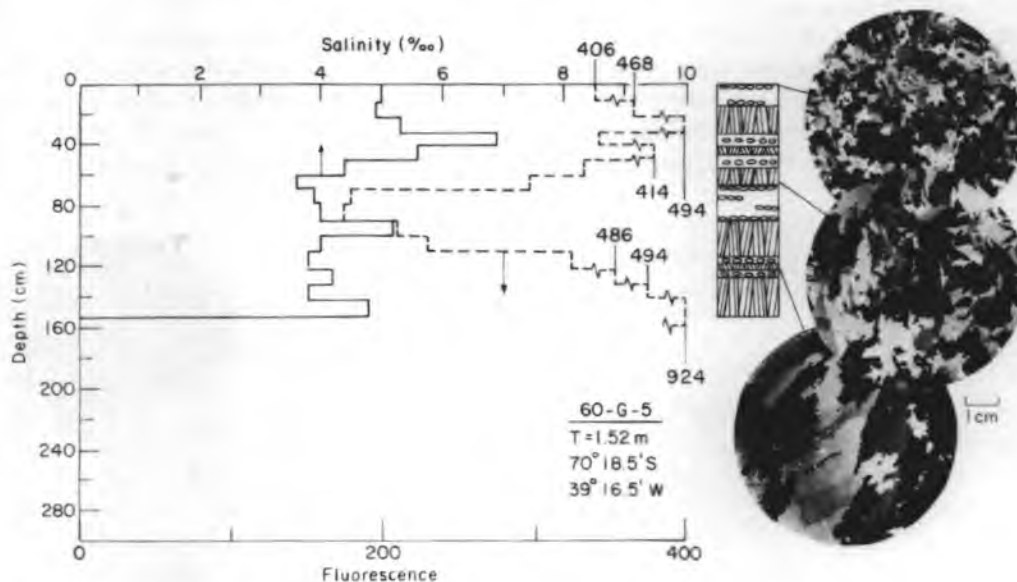 Salinity (‰)
0 2 4 6 8 10
406 468
0
40
80
120
160
200
240
280
Depth (cm)
414
494
486
494
924
60-G-5
T = 1.52 m
70° 18.5' S
39° 16.5' W
1 cm
0 200 400
Fluorescence